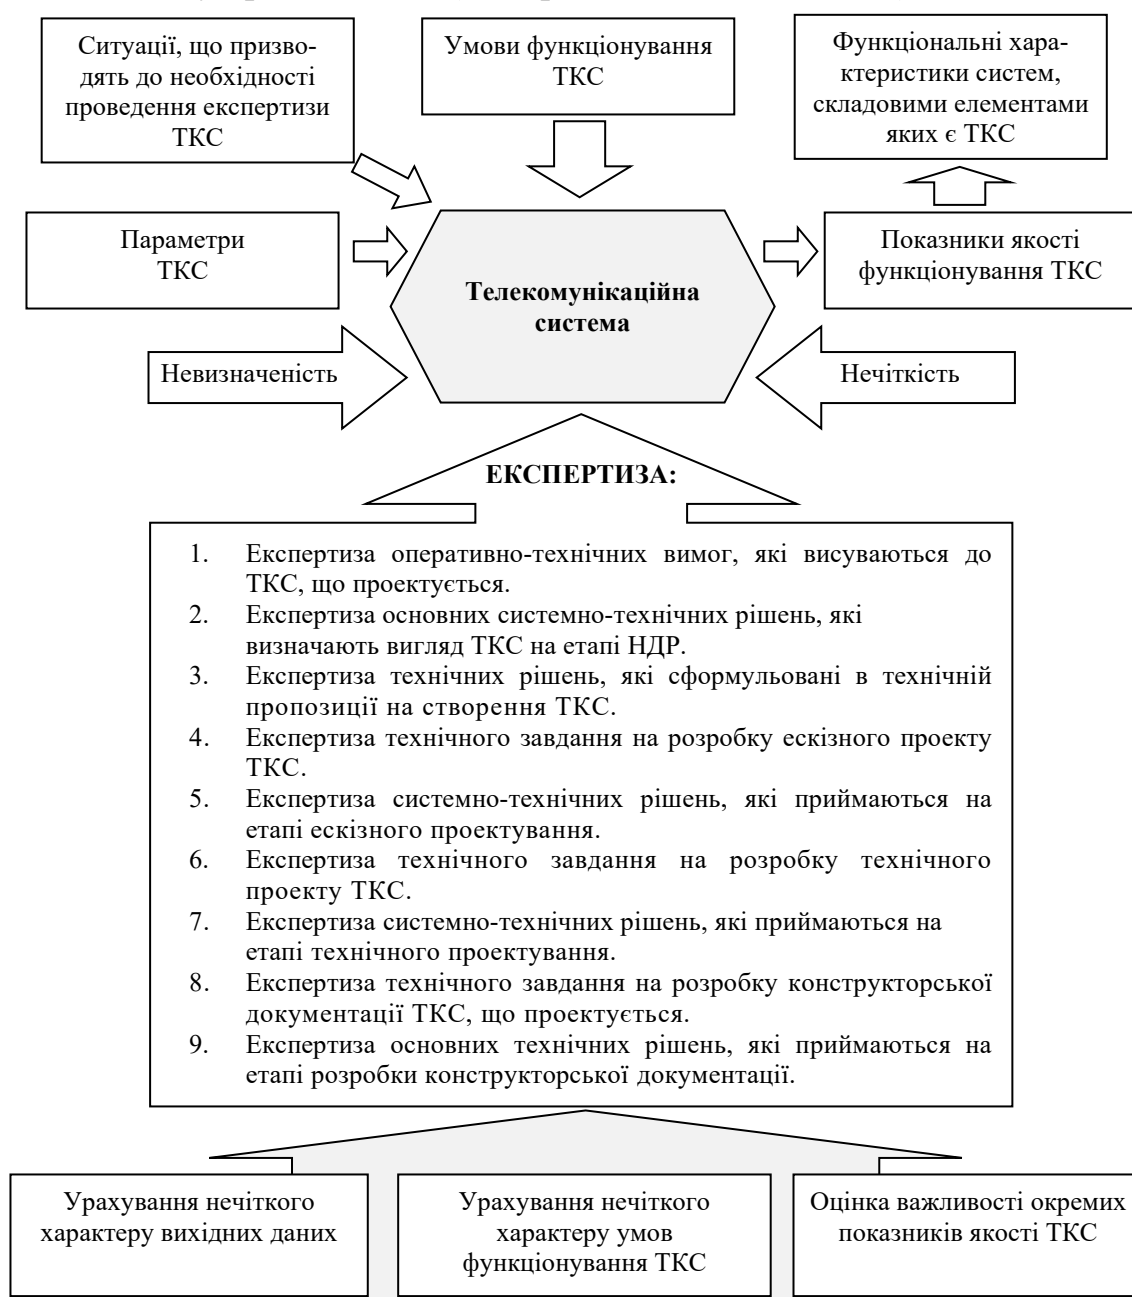 Ситуації, що призво-
дять до необхідності
проведення експертизи
ТКС
Умови функціонування
ТКС
Функціональні хара-
ктеристики систем,
складовими елементами
яких є ТКС
Параметри
ТКС
Телекомунікаційна
система
Показники якості
функціонування ТКС
Невизначеність
Нечіткість
ЕКСПЕРТИЗА:
1. Експертиза оперативно-технічних вимог, які висуваються до
ТКС, що проектується.
2. Експертиза основних системно-технічних рішень, які
визначають вигляд ТКС на етапі НДР.
3. Експертиза технічних рішень, які сформульовані в технічній
пропозиції на створення ТКС.
4. Експертиза технічного завдання на розробку ескізного проекту
ТКС.
5. Експертиза системно-технічних рішень, які приймаються на
етапі ескізного проектування.
6. Експертиза технічного завдання на розробку технічного
проекту ТКС.
7. Експертиза системно-технічних рішень, які приймаються на
етапі технічного проектування.
8. Експертиза технічного завдання на розробку конструкторської
документації ТКС, що проектується.
9. Експертиза основних технічних рішень, які приймаються на
етапі розробки конструкторської документації.
Урахування нечіткого
характеру вихідних даних
Урахування нечіткого
характеру умов
функціонування ТКС
Оцінка важливості окремих
показників якості ТКС